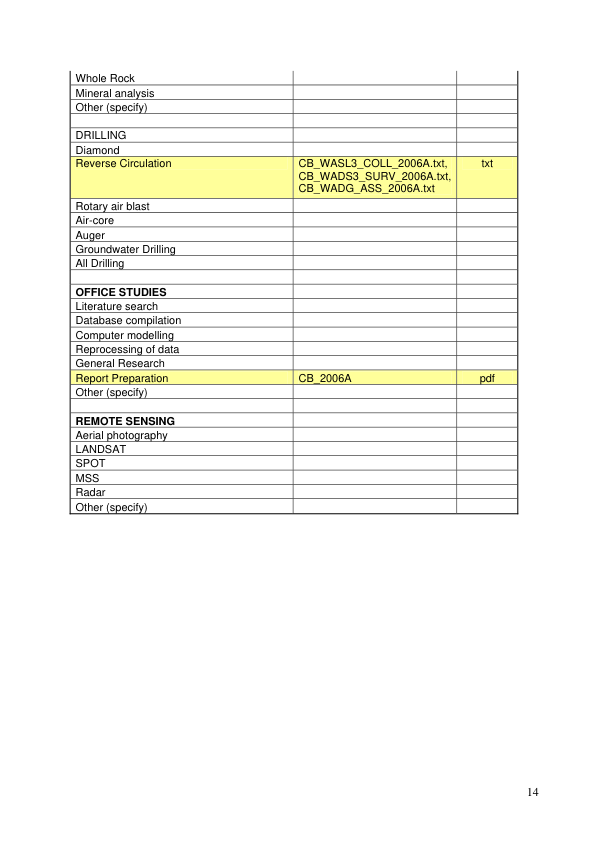 Whole Rock
Mineral analysis
Other (specify)
DRILLING
Diamond
Reverse Circulation CB_WASL3_COLL_2006A.txt, txt
CB_WADS3_SURV_2006A.txt,
CB_WADG_ASS_2006A.txt
Rotary air blast
Air-core
Auger
Groundwater Drilling
All Drilling
OFFICE STUDIES
Literature search
Database compilation
Computer modelling
Reprocessing of data
General Research
Report Preparation CB_2006A pdf
Other (specify)
REMOTE SENSING
Aerial photography
LANDSAT
SPOT
MSS
Radar
Other (specify)
14